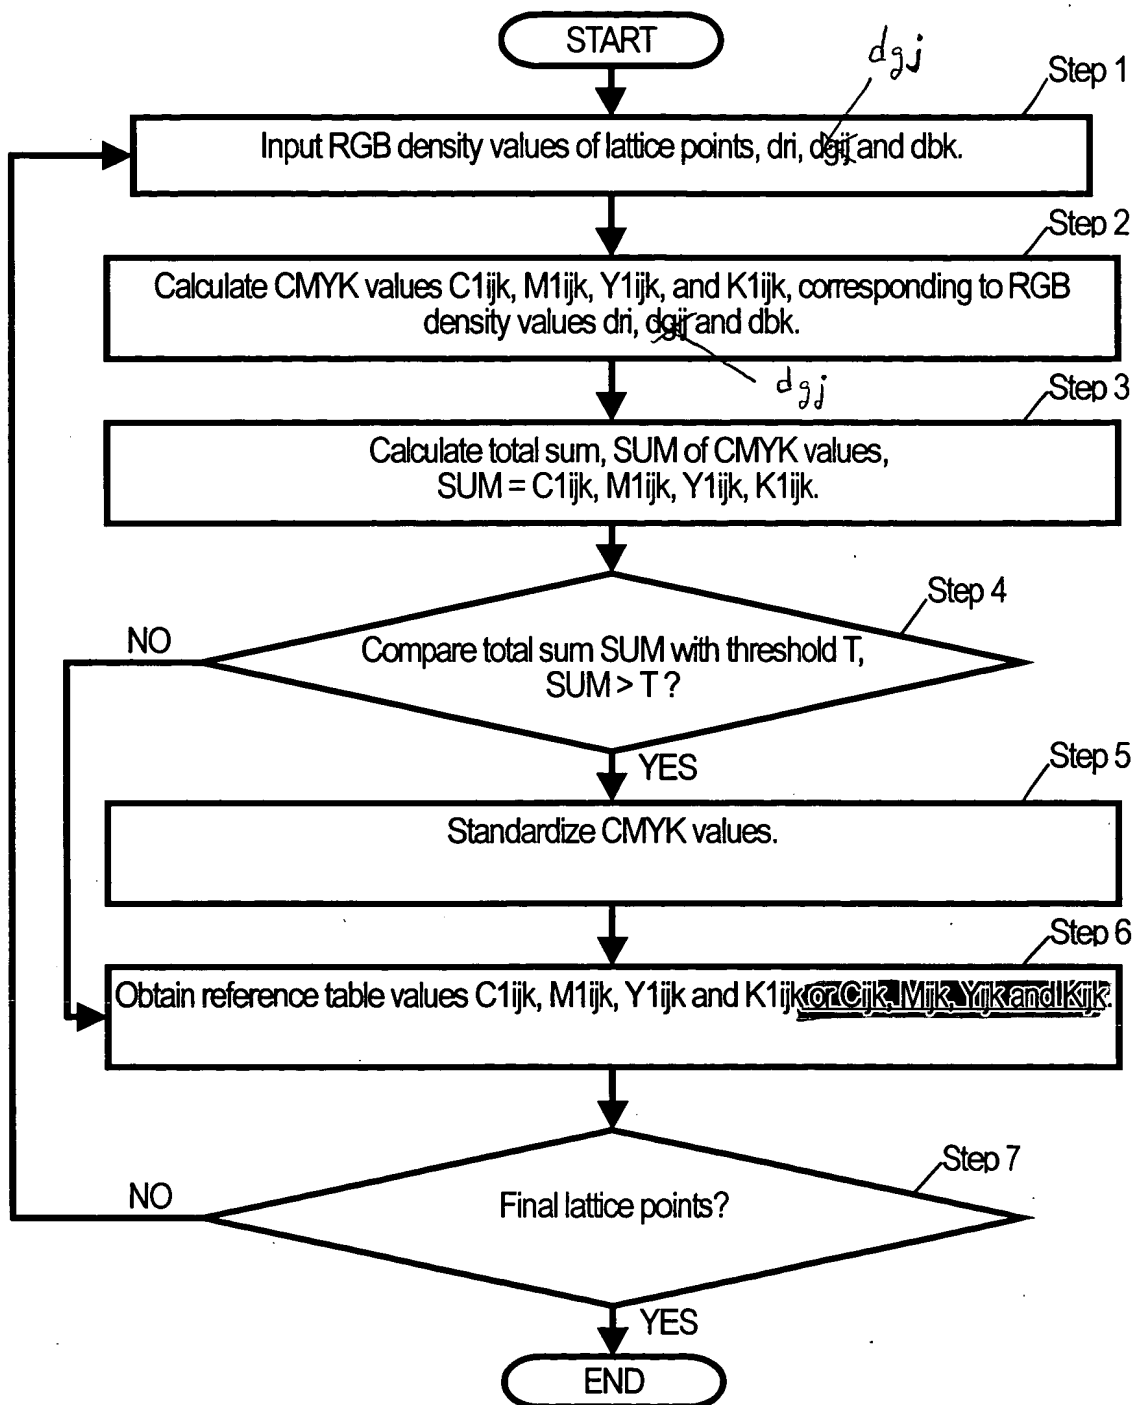 START
dgj
Step 1
Input RGB density values of lattice points, dri, dgij and dbk.
Step 2
Calculate CMYK values C1ijk, M1ijk, Y1ijk, and K1ijk, corresponding to RGB
density values dri, dgij and dbk.
dgj
Step 3
Calculate total sum, SUM of CMYK values,
SUM = C1ijk, M1ijk, Y1ijk, K1ijk.
Step 4
NO
Compare total sum SUM with threshold T,
SUM > T ?
YES
Step 5
Standardize CMYK values.
Step 6
Obtain reference table values C1ijk, M1ijk, Y1ijk and K1ijk or Cijk, Mijk, Yijk and Kijk.
Step 7
NO
Final lattice points?
YES
END